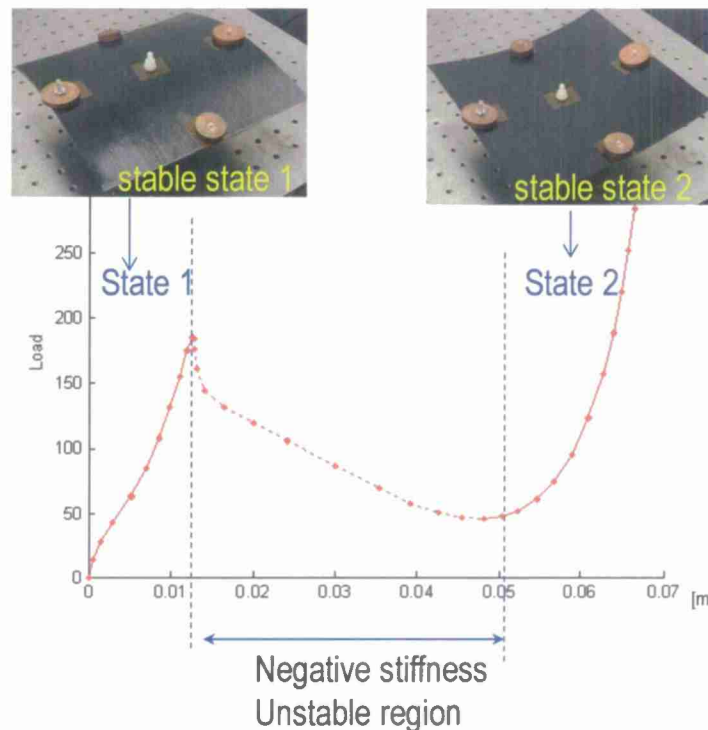 stable state 1
stable state 2
State 1
State 2
250
200
150
100
50
0
Load
0
0.01
0.02
0.03
0.04
0.05
0.06
0.07
[m
Negative stiffness
Unstable region